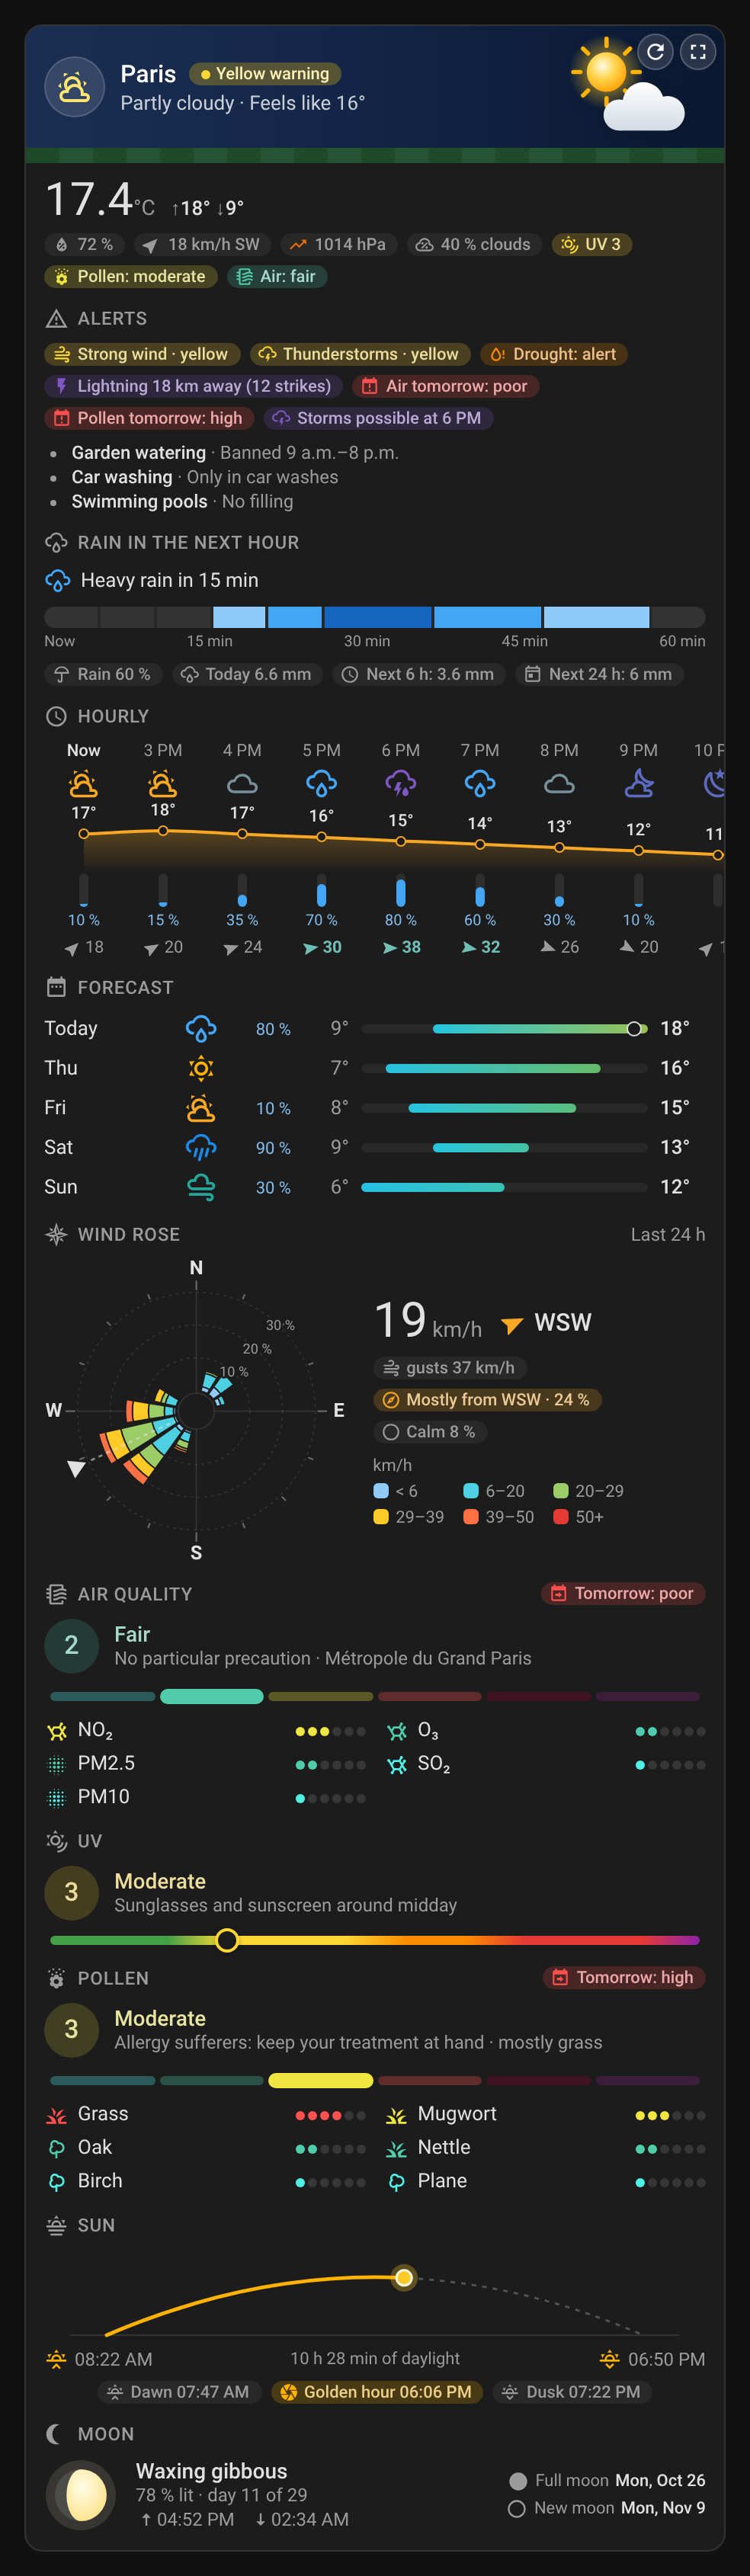 Paris Yellow warning
Partly cloudy · Feels like 16°
17.4°C ↑18° ↓9°
72 % 18 km/h SW 1014 hPa 40 % clouds UV 3
Pollen: moderate Air: fair
ALERTS
Strong wind · yellow Thunderstorms · yellow Drought: alert
Lightning 18 km away (12 strikes) Air tomorrow: poor
Pollen tomorrow: high Storms possible at 6 PM
• Garden watering · Banned 9 a.m.–8 p.m.
• Car washing · Only in car washes
• Swimming pools · No filling
RAIN IN THE NEXT HOUR
Heavy rain in 15 min
Now 15 min 30 min 45 min 60 min
Rain 60 % Today 6.6 mm Next 6 h: 3.6 mm Next 24 h: 6 mm
HOURLY
Now 3 PM 4 PM 5 PM 6 PM 7 PM 8 PM 9 PM 10 P
17° 18° 17° 16° 15° 14° 13° 12° 11
10 % 15 % 35 % 70 % 80 % 60 % 30 % 10 %
18 20 24 30 38 32 26 20 1
FORECAST
Today 80 % 9° 18°
Thu 7° 16°
Fri 10 % 8° 15°
Sat 90 % 9° 13°
Sun 30 % 6° 12°
WIND ROSE Last 24 h
N
30 %
20 %
10 %
W E
S
19 km/h WSW
gusts 37 km/h
Mostly from WSW · 24 %
Calm 8 %
km/h
< 6 6–20 20–29
29–39 39–50 50+
AIR QUALITY Tomorrow: poor
2 Fair
No particular precaution · Métropole du Grand Paris
NO₂ O₃
PM2.5 SO₂
PM10
UV
3 Moderate
Sunglasses and sunscreen around midday
POLLEN Tomorrow: high
3 Moderate
Allergy sufferers: keep your treatment at hand · mostly grass
Grass Mugwort
Oak Nettle
Birch Plane
SUN
08:22 AM 10 h 28 min of daylight 06:50 PM
Dawn 07:47 AM Golden hour 06:06 PM Dusk 07:22 PM
MOON
Waxing gibbous
78 % lit · day 11 of 29
↑ 04:52 PM ↓ 02:34 AM
Full moon Mon, Oct 26
New moon Mon, Nov 9